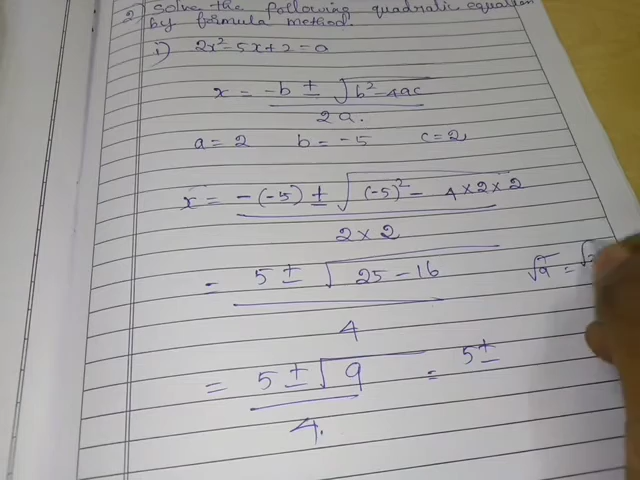 2) Solve the following quadratic equation
by formula method.
i) 2x² - 5x + 2 = 0
x = -b ± √b² - 4ac
2a.
a = 2 b = -5 c = 2
x = -(-5) ± √(-5)² - 4 × 2 × 2
2 × 2
= 5 ± √25 - 16
4
√9 = √
= 5 ± √9 = 5 ±
4.